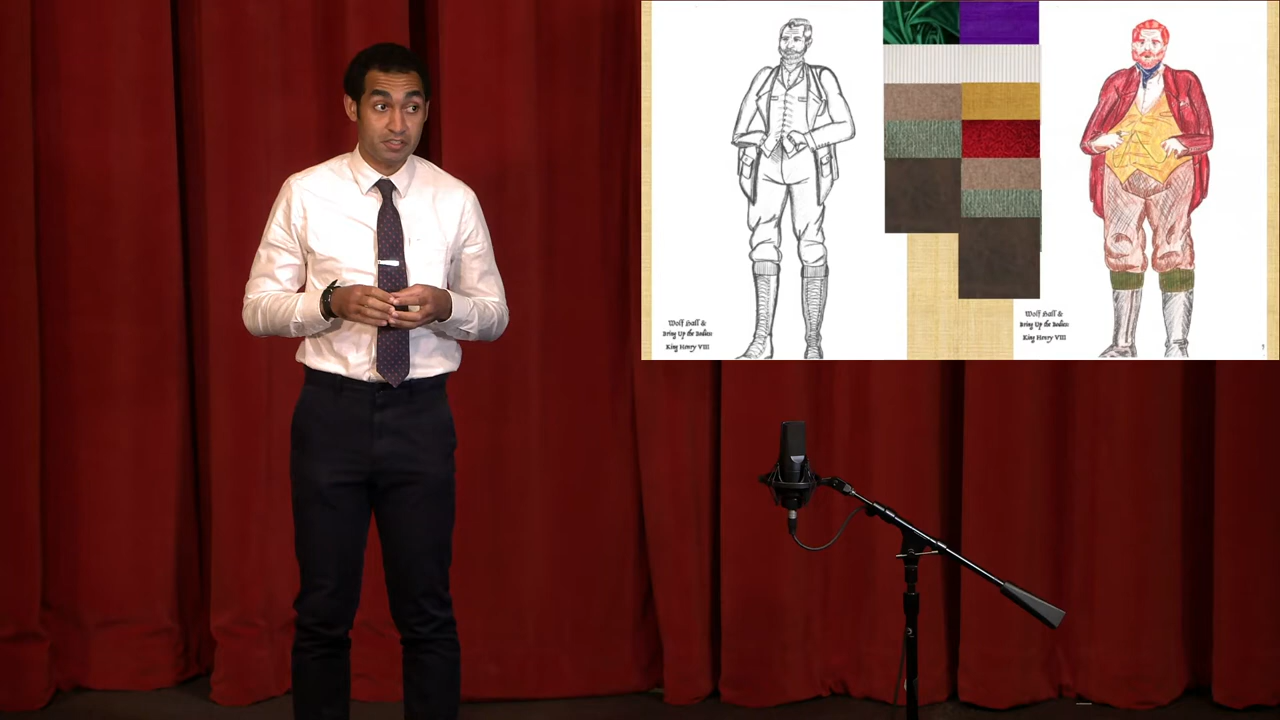 Wolf Hall &
Bring Up the Bodies
King Henry VIII
Wolf Hall &
Bring Up the Bodies
King Henry VIII